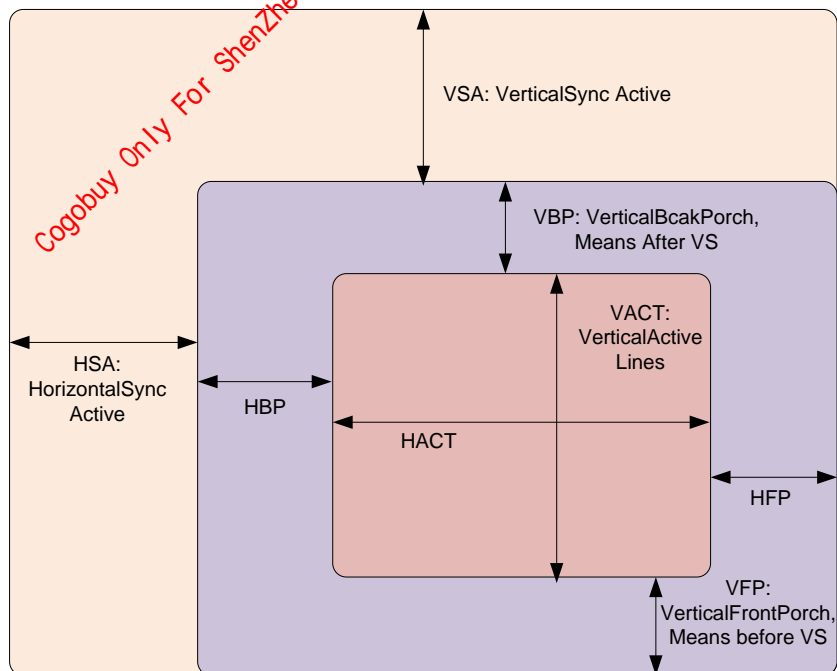 Cogobuy Only For ShenZhe
VSA: VerticalSync Active
VBP: VerticalBcakPorch,
Means After VS
VACT:
VerticalActive
Lines
HSA:
HorizontalSync
Active
HBP
HACT
HFP
VFP:
VerticalFrontPorch,
Means before VS